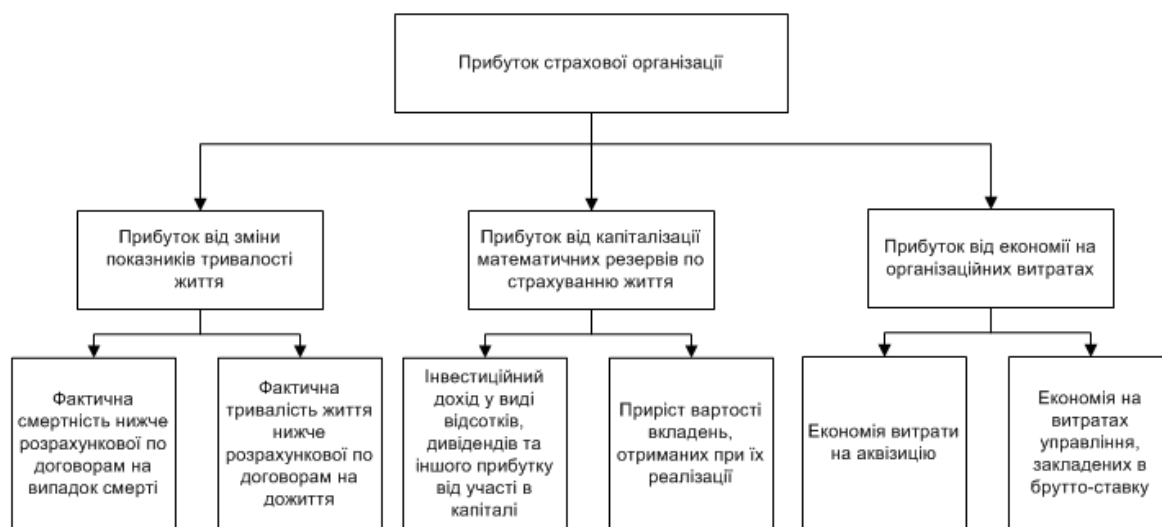 Прибуток страхової організації
Прибуток від зміни
показників тривалості
життя
Прибуток від капіталізації
математичних резервів по
страхуванню життя
Прибуток від економії на
організаційних витратах
Фактична
смертність нижче
розрахункової по
договорам на
випадок смерті
Фактична
тривалість життя
нижче
розрахункової по
договорам на
дожиття
Інвестиційний
дохід у виді
відсотків,
дивідендів та
іншого прибутку
від участі в
капіталі
Приріст вартості
вкладень,
отриманих при їх
реалізації
Економія витрати
на аквізицію
Економія на
витратах
управління,
закладених в
брутто-ставку